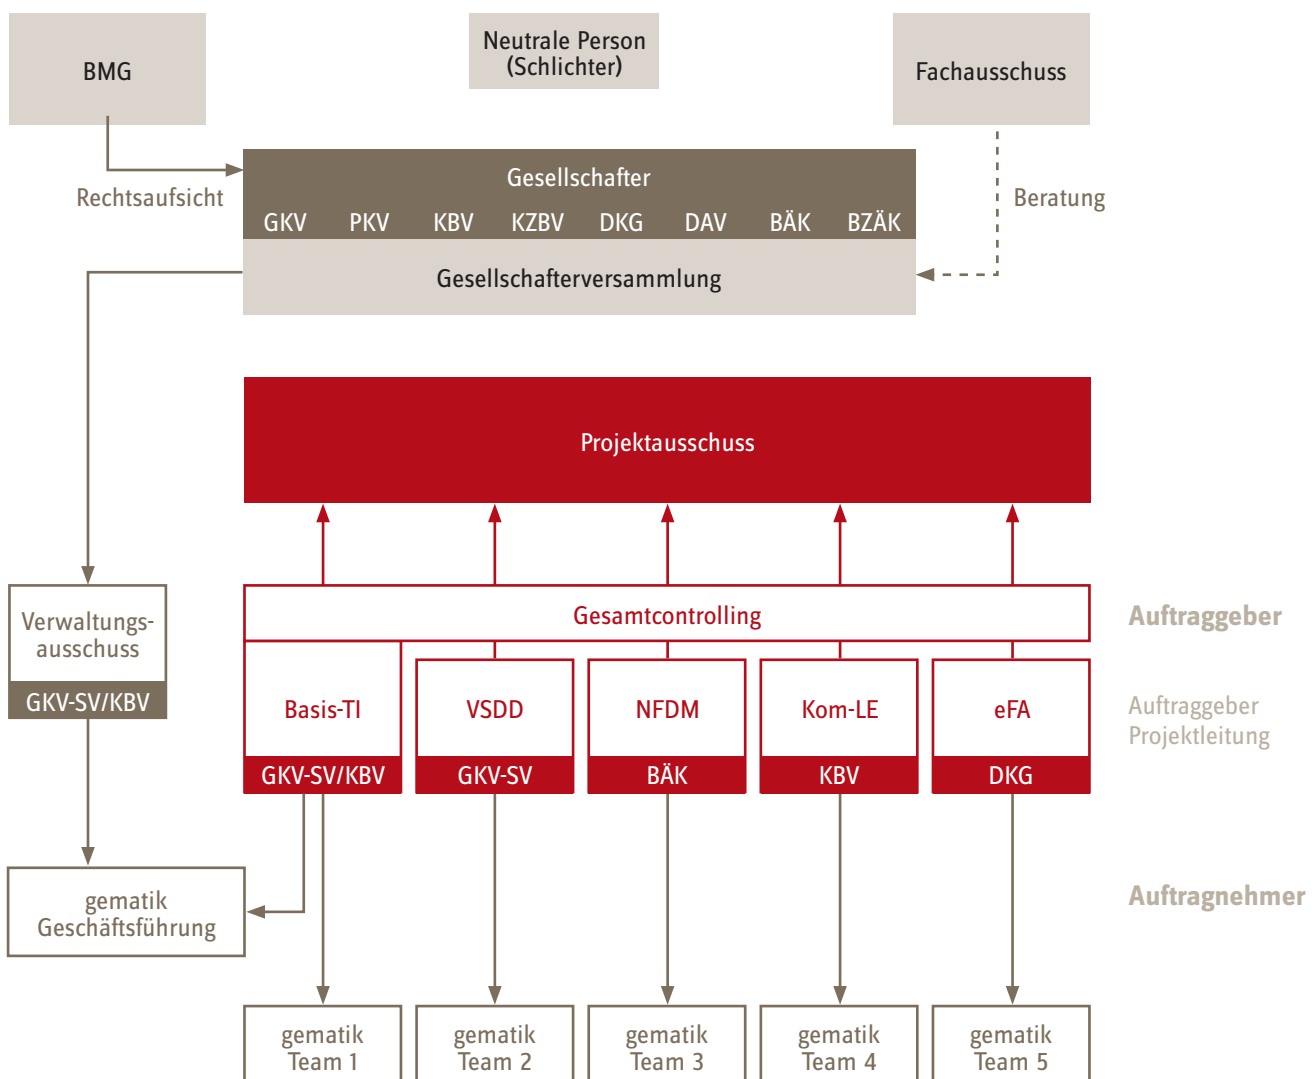 BMG
Neutrale Person
(Schlichter)
Fachausschuss
Rechtsaufsicht
Gesellschafter
GKV PKV KBV KZBV DKG DAV BÄK BZÄK
Beratung
Gesellschafterversammlung
Projektausschuss
Verwaltungs-
ausschuss
GKV-SV/KBV
Gesamtcontrolling
Auftraggeber
Basis-TI
GKV-SV/KBV
VSDD
GKV-SV
NFDM
BÄK
Kom-LE
KBV
eFA
DKG
Auftraggeber
Projektleitung
gematik
Geschäftsführung
Auftragnehmer
gematik
Team 1
gematik
Team 2
gematik
Team 3
gematik
Team 4
gematik
Team 5